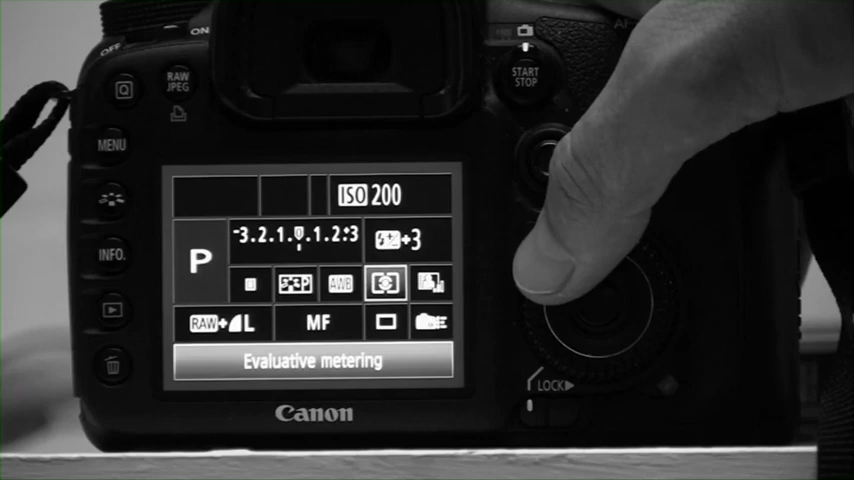 OFF
ON
RAW
JPEG
Q
START
STOP
MENU
INFO.
ISO 200
-3.2.1.0.1.2:3
+3
P
AWB
RAW+ L
MF
Evaluative metering
LOCK
Canon